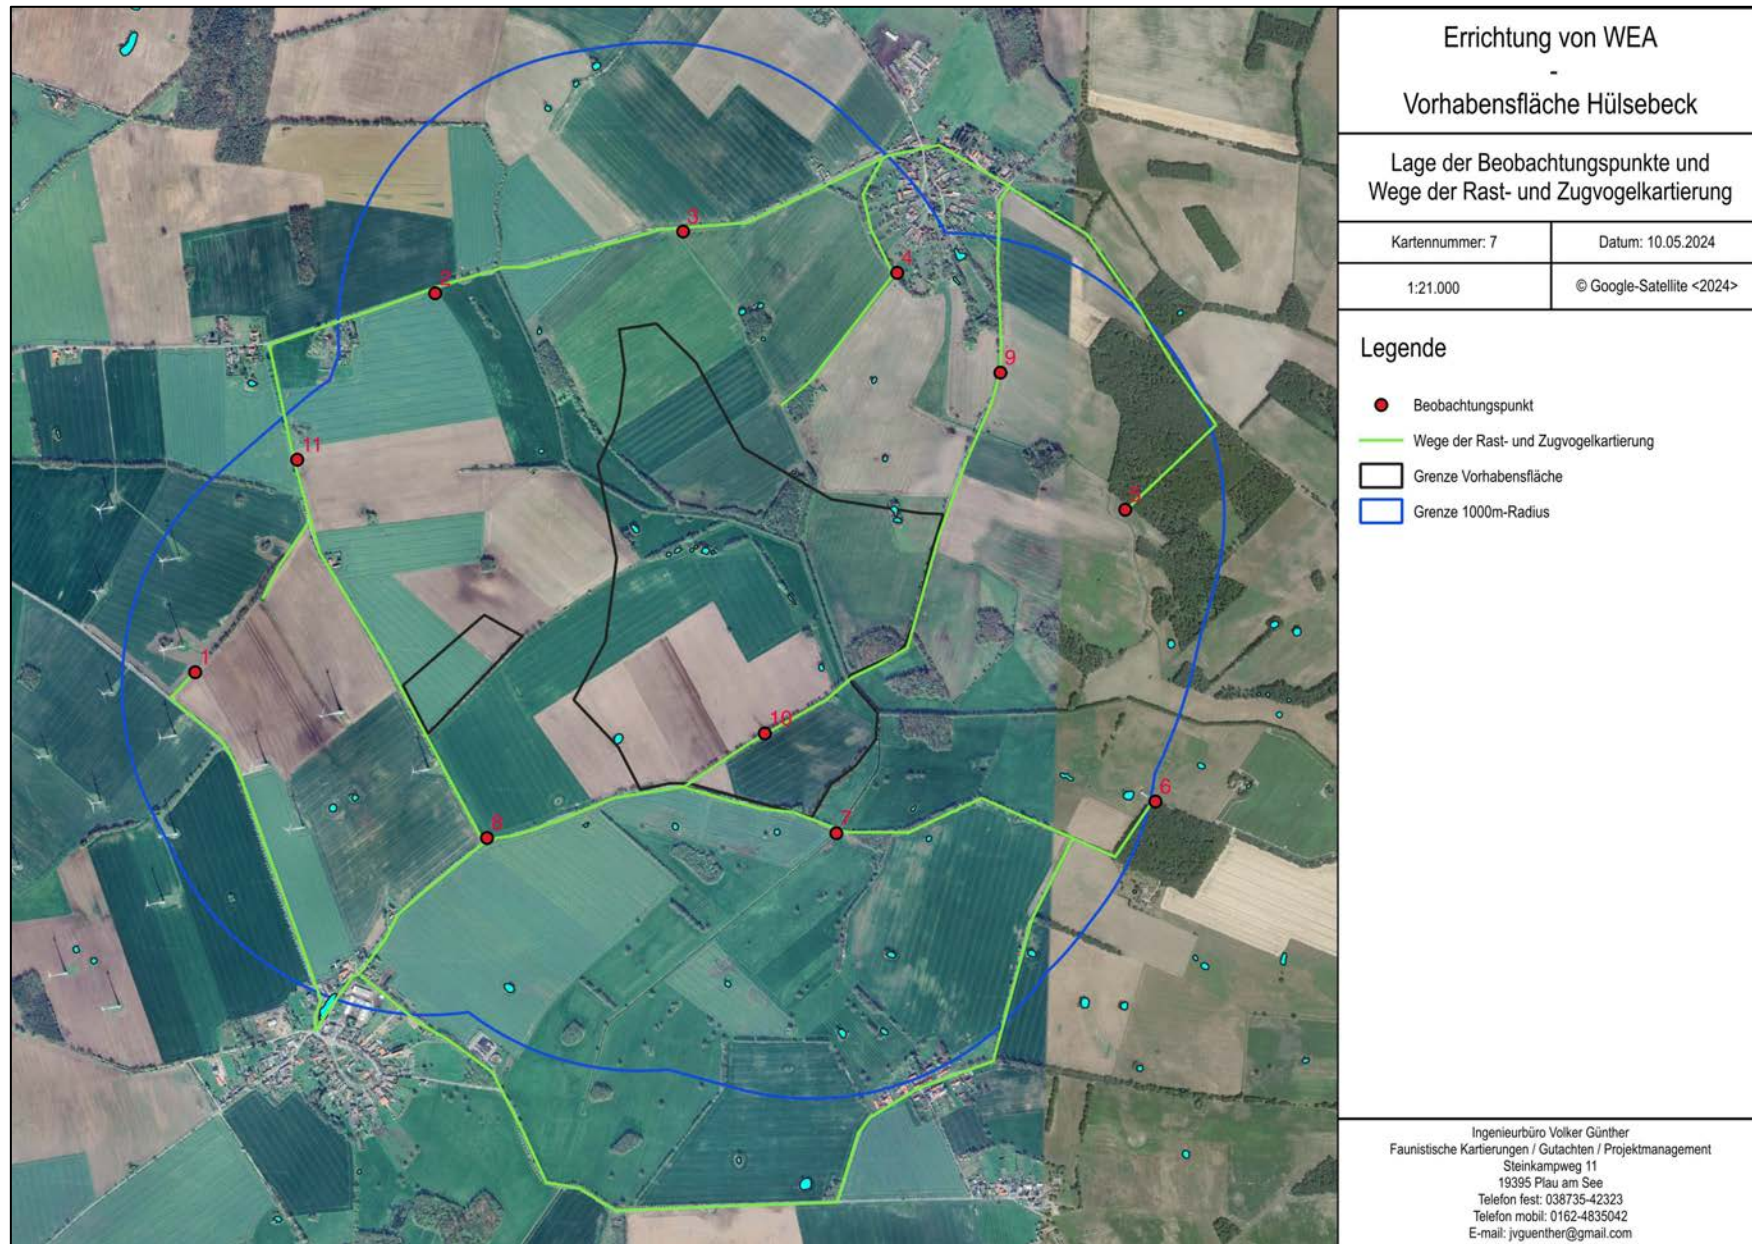 Errichtung von WEA
-
Vorhabensfläche Hülsebeck
Lage der Beobachtungspunkte und
Wege der Rast- und Zugvogelkartierung
Kartennummer: 7
Datum: 10.05.2024
1:21.000
© Google-Satellite <2024>
Legende
Beobachtungspunkt
Wege der Rast- und Zugvogelkartierung
Grenze Vorhabensfläche
Grenze 1000m-Radius
3
4
2
9
11
5
1
10
6
7
8
Ingenieurbüro Volker Günther
Faunistische Kartierungen / Gutachten / Projektmanagement
Steinkampweg 11
19395 Plau am See
Telefon fest: 038735-42323
Telefon mobil: 0162-4835042
E-mail: jvguenther@gmail.com